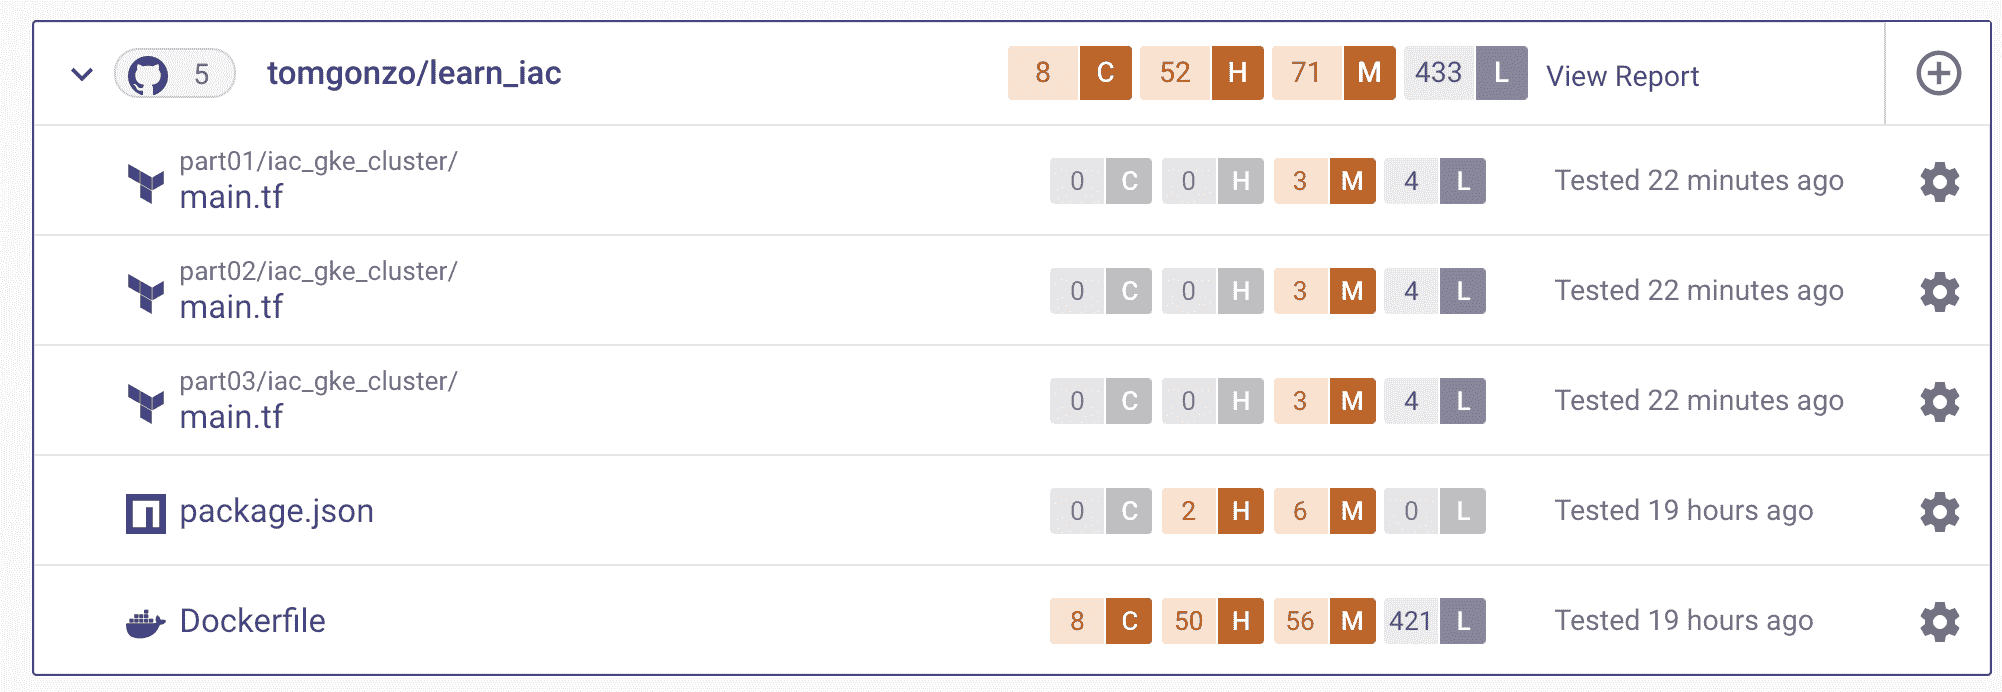 5 tomgonzo/learn_iac 8 C 52 H 71 M 433 L View Report
part01/iac_gke_cluster/
main.tf 0 C 0 H 3 M 4 L Tested 22 minutes ago
part02/iac_gke_cluster/
main.tf 0 C 0 H 3 M 4 L Tested 22 minutes ago
part03/iac_gke_cluster/
main.tf 0 C 0 H 3 M 4 L Tested 22 minutes ago
package.json 0 C 2 H 6 M 0 L Tested 19 hours ago
Dockerfile 8 C 50 H 56 M 421 L Tested 19 hours ago